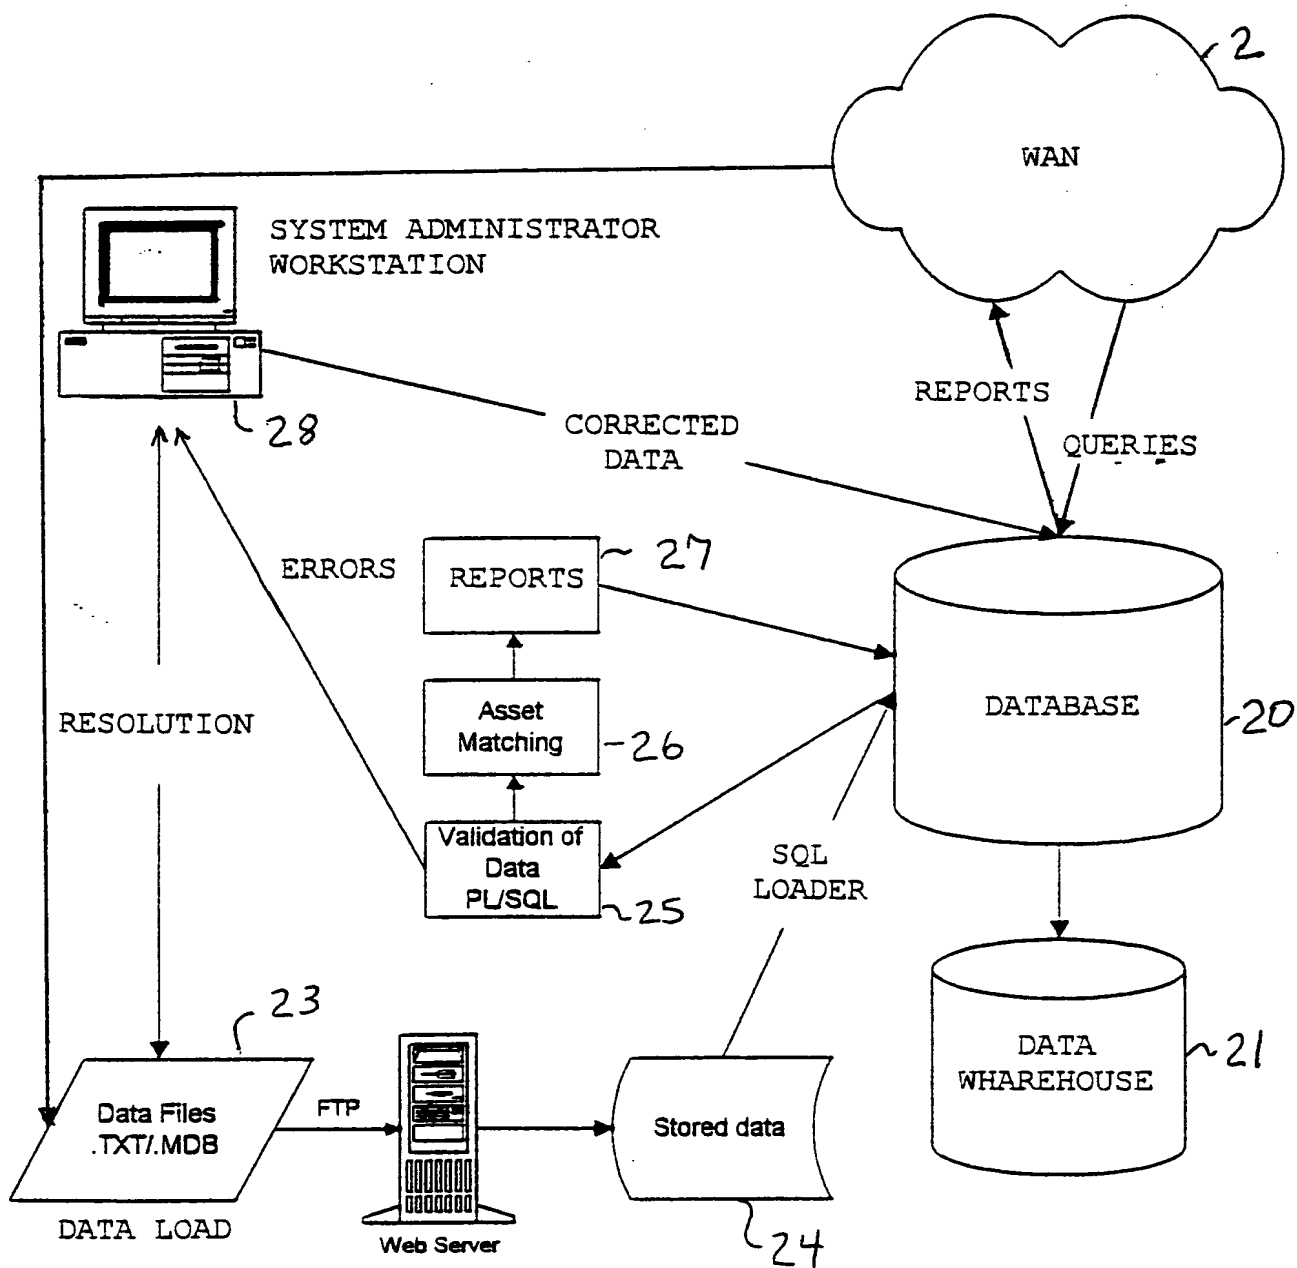 2
WAN
SYSTEM ADMINISTRATOR
WORKSTATION
28
REPORTS
QUERIES
CORRECTED
DATA
ERRORS
REPORTS
27
RESOLUTION
Asset
Matching
26
DATABASE
20
Validation of
Data
PL/SQL
25
SQL
LOADER
23
Data Files
.TXT/.MDB
DATA LOAD
FTP
Web Server
Stored data
24
DATA
WHAREHOUSE
21